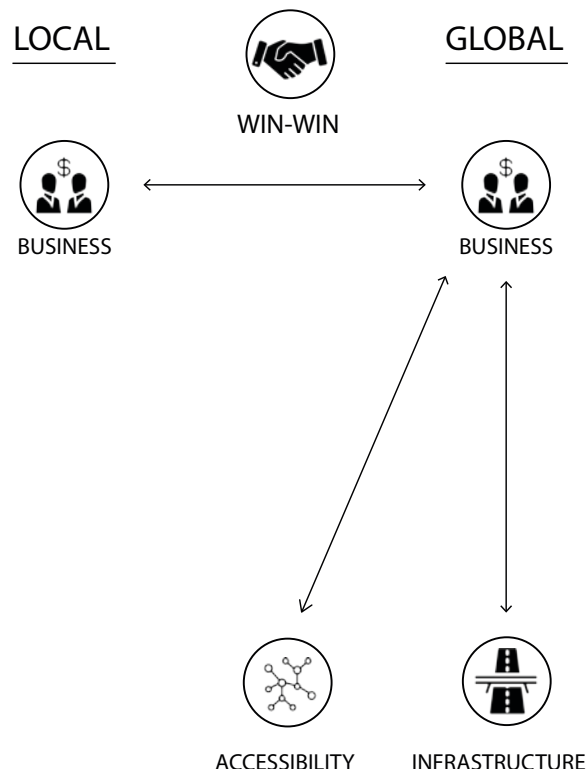 LOCAL
GLOBAL
WIN-WIN
$
$
BUSINESS
BUSINESS
ACCESSIBILITY
INFRASTRUCTURE